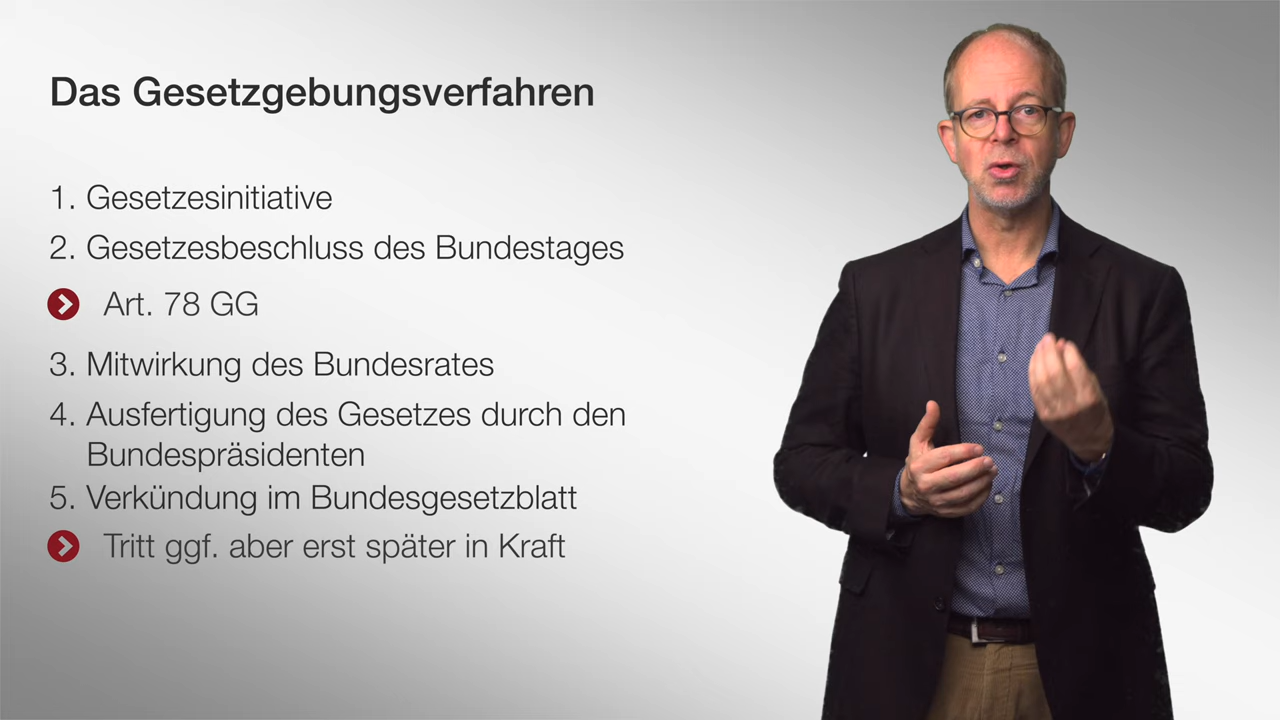 Das Gesetzgebungsverfahren
1. Gesetzesinitiative
2. Gesetzesbeschluss des Bundestages
Art. 78 GG
3. Mitwirkung des Bundesrates
4. Ausfertigung des Gesetzes durch den
Bundespräsidenten
5. Verkündung im Bundesgesetzblatt
Tritt ggf. aber erst später in Kraft